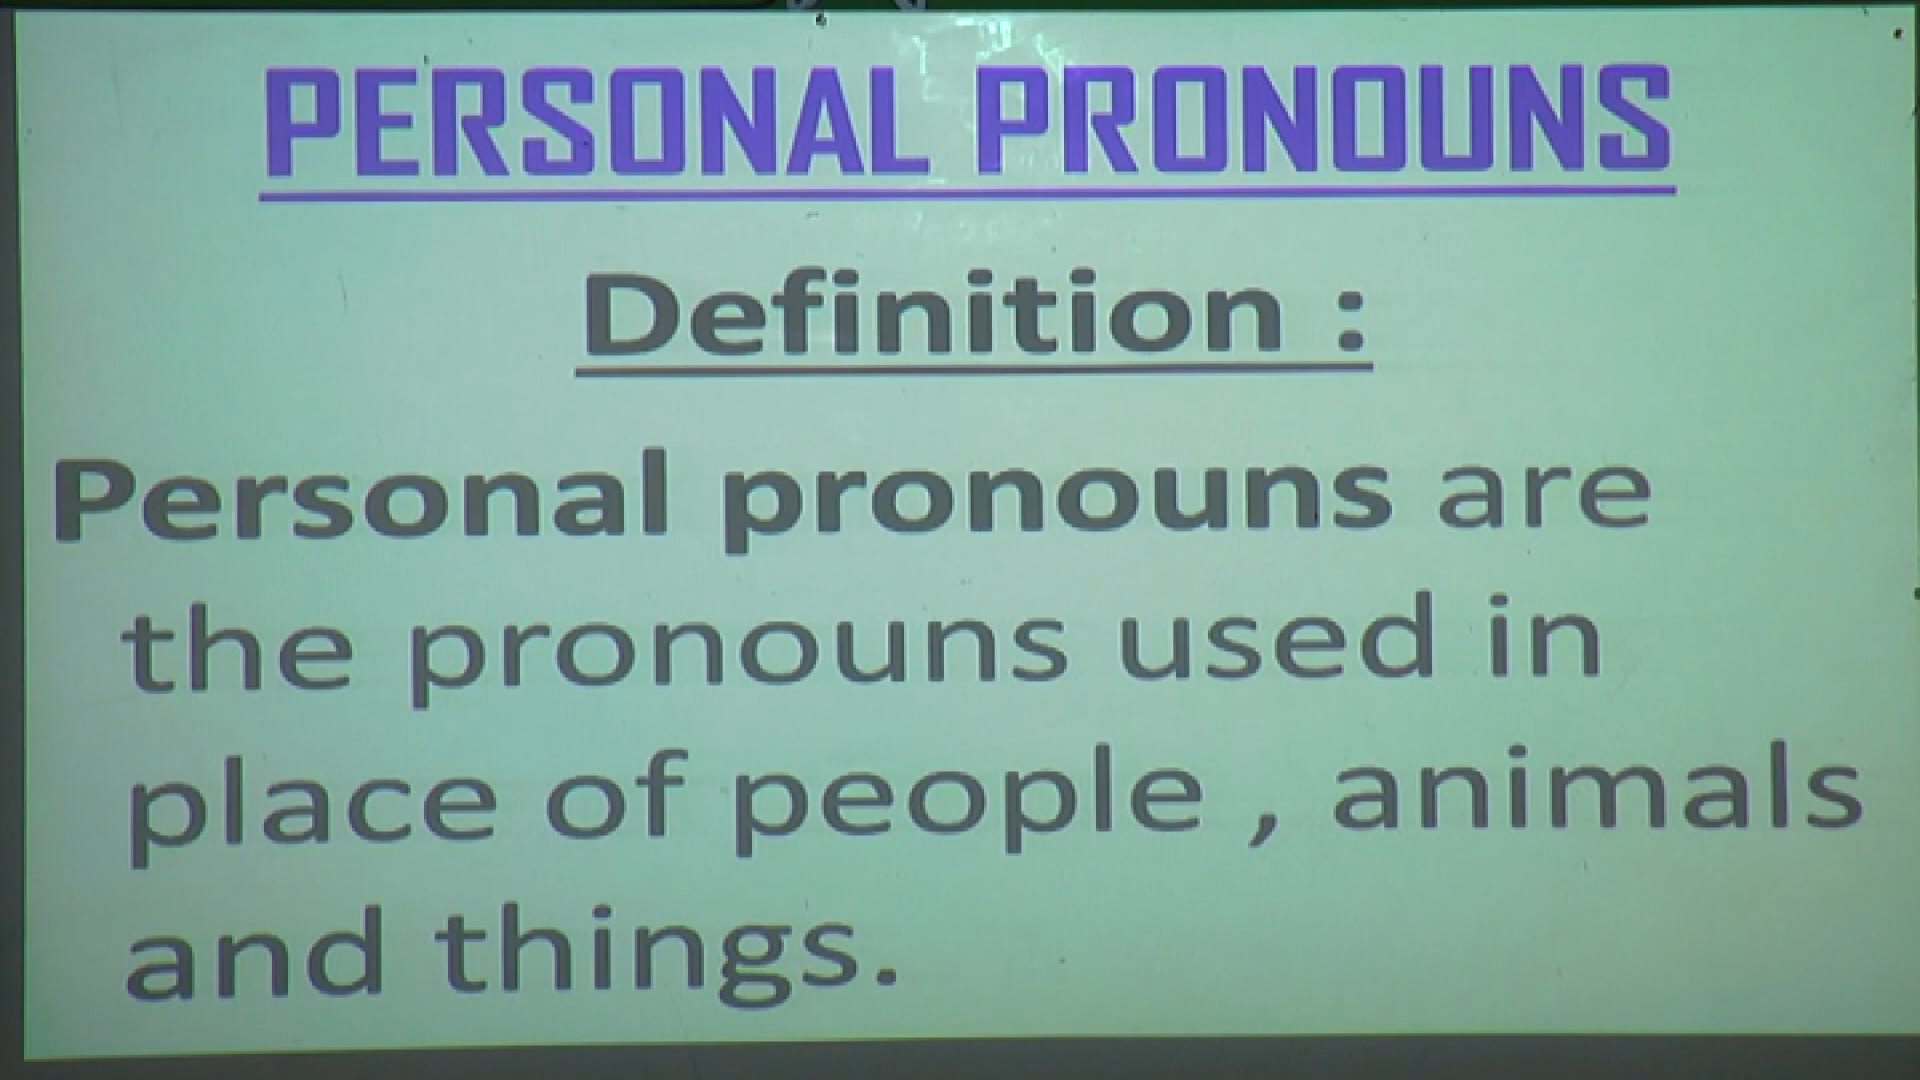 PERSONAL PRONOUNS
Definition :
Personal pronouns are
the pronouns used in
place of people , animals
and things.